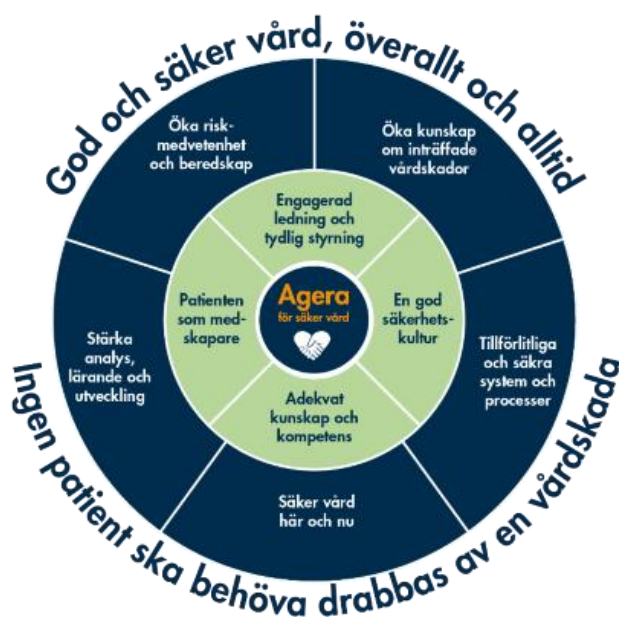 God och säker vård, överallt och alltid
Öka risk-
medvetenhet
och beredskap
Öka kunskap
om inträffade
vårdskador
Engagerad
ledning och
tydlig styrning
Patienten
som med-
skapare
Agera
för säker vård
En god
säkerhets-
kultur
Stärka
analys,
lärande och
utveckling
Tillförlitliga
och säkra
system och
processer
Adekvat
kunskap och
kompetens
Säker vård
här och nu
Ingen patient ska behöva drabbas av en vårdskada